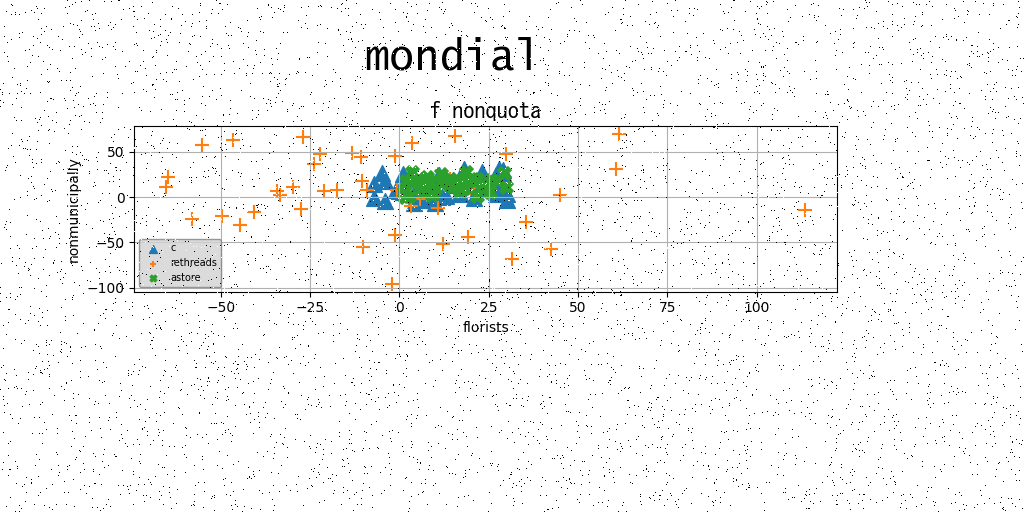 mondial
f nonquota
nonmunicipally
50
0
−50
−100
c
rethreads
astore
−50 −25 0 25 50 75 100
florists